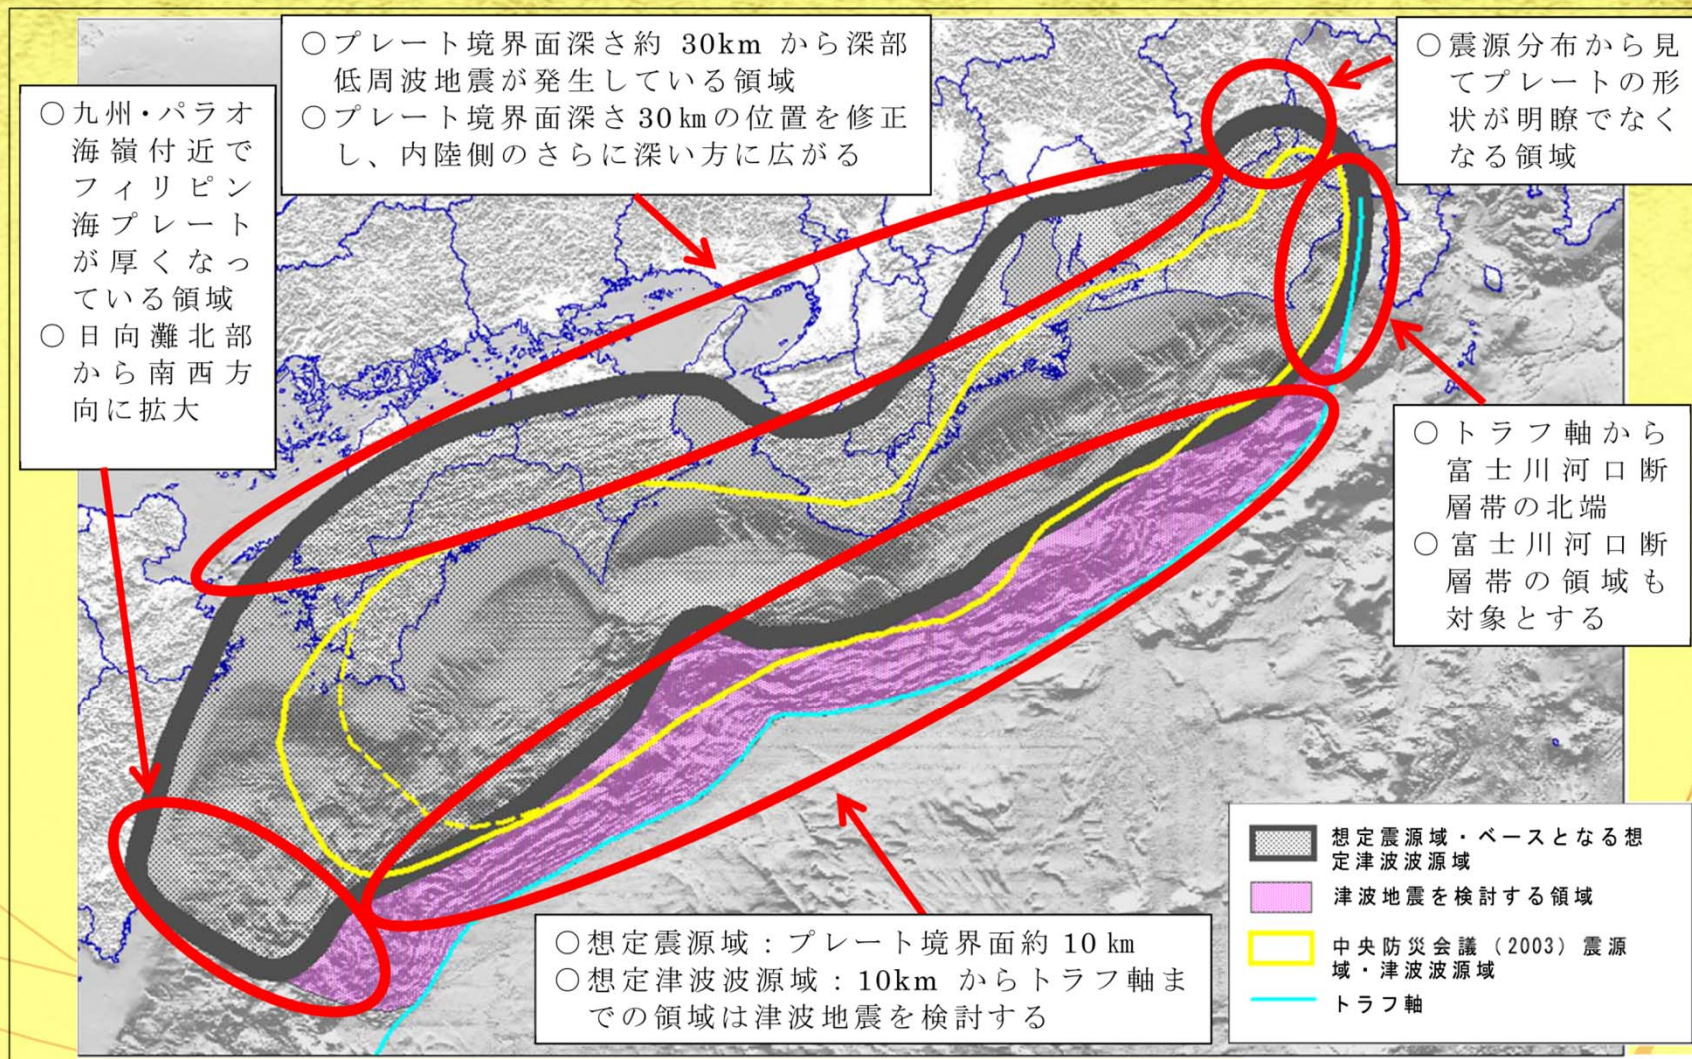 ○プレート境界面深さ約 30km から深部
低周波地震が発生している領域
○プレート境界面深さ 30㎞の位置を修正
し、内陸側のさらに深い方に広がる
○震源分布から見
てプレートの形
状が明瞭でなく
なる領域
○九州・パラオ
海嶺付近で
フィリピン
海プレート
が厚くなっ
ている領域
○日向灘北部
から南西方
向に拡大
○トラフ軸から
富士川河口断
層帯の北端
○富士川河口断
層帯の領域も
対象とする
○想定震源域：プレート境界面約 10 ㎞
○想定津波波源域：10km からトラフ軸ま
での領域は津波地震を検討する
想定震源域・ベースとなる想
定津波波源域
津波地震を検討する領域
中央防災会議（2003）震源
域・津波波源域
トラフ軸